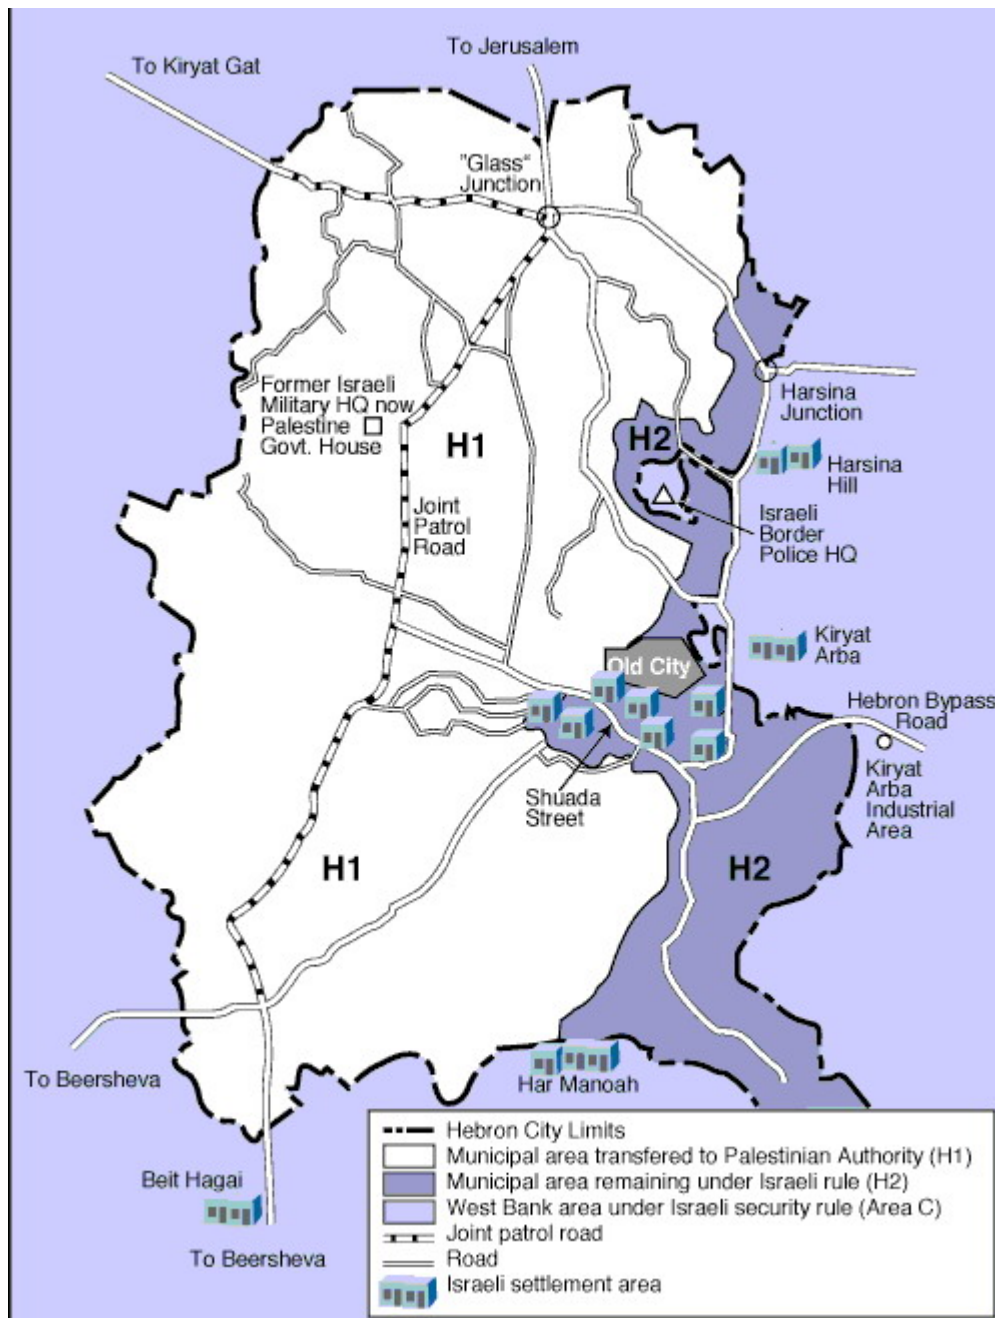 To Jerusalem
To Kiryat Gat
"Glass"
Junction
Former Israeli
Military HQ now
Palestine
Govt. House
H1
H2
Harsina
Junction
Harsina
Hill
Joint
Patrol
Road
Israeli
Border
Police HQ
Kiryat
Arba
Old City
Hebron Bypass
Road
Kiryat
Arba
Industrial
Area
Shuada
Street
H1
H2
To Beersheva
Har Manoah
Beit Hagai
To Beersheva
Hebron City Limits
Municipal area transfered to Palestinian Authority (H1)
Municipal area remaining under Israeli rule (H2)
West Bank area under Israeli security rule (Area C)
Joint patrol road
Road
Israeli settlement area